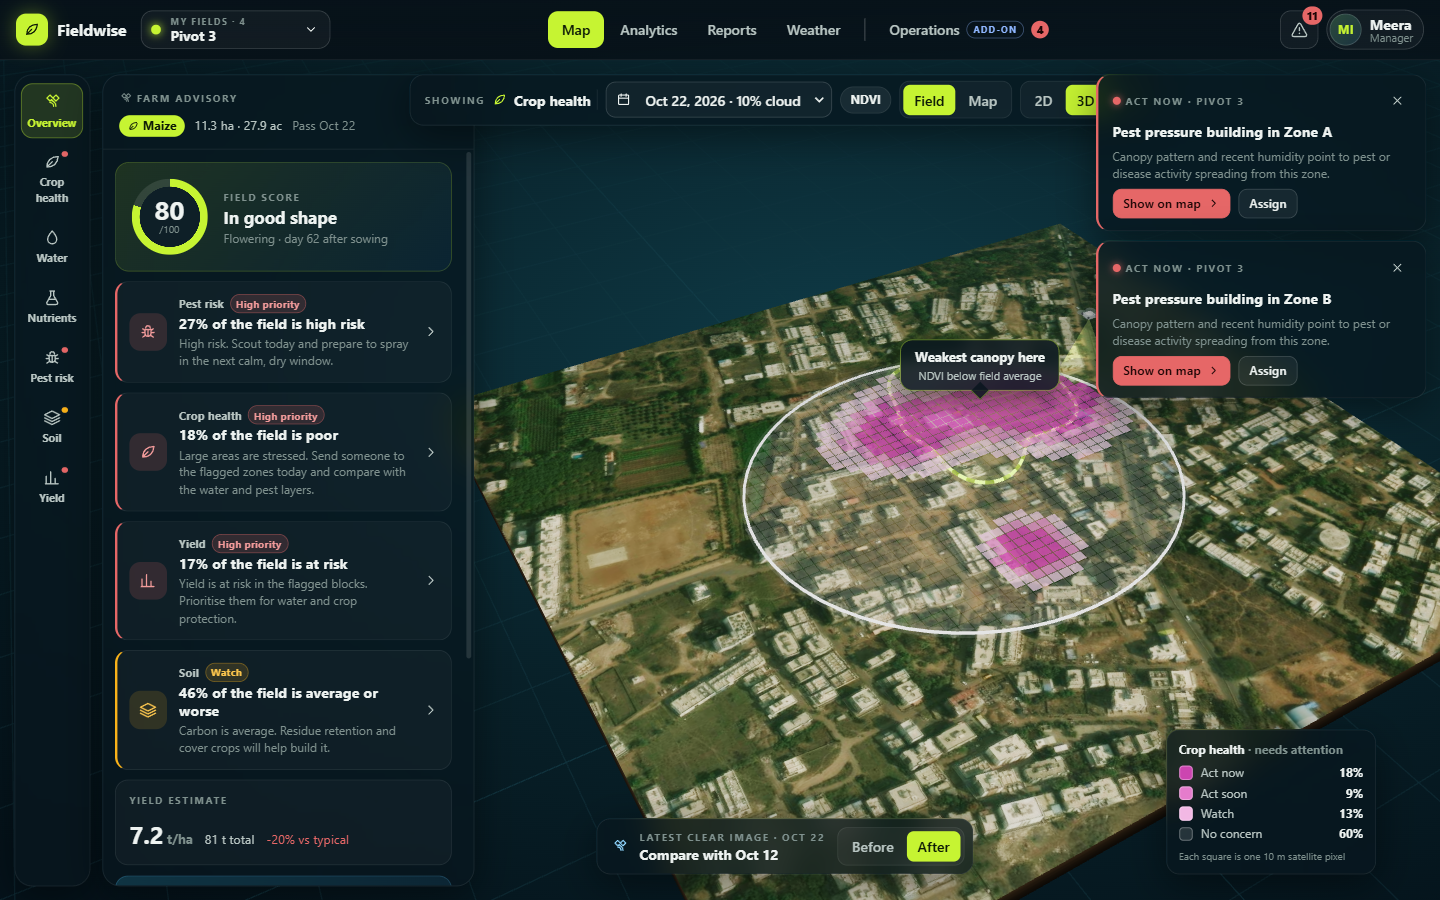 Fieldwise
MY FIELDS · 4
Pivot 3
Map
Analytics
Reports
Weather
Operations
ADD-ON
4
11
MI
Meera
Manager
Overview
Crop
health
Water
Nutrients
Pest risk
Soil
Yield
FARM ADVISORY
Maize
11.3 ha · 27.9 ac
Pass Oct 22
80
/100
FIELD SCORE
In good shape
Flowering · day 62 after sowing
Pest risk
High priority
27% of the field is high risk
High risk. Scout today and prepare to spray
in the next calm, dry window.
Crop health
High priority
18% of the field is poor
Large areas are stressed. Send someone to
the flagged zones today and compare with
the water and pest layers.
Yield
High priority
17% of the field is at risk
Yield is at risk in the flagged blocks.
Prioritise them for water and crop
protection.
Soil
Watch
46% of the field is average or
worse
Carbon is average. Residue retention and
cover crops will help build it.
YIELD ESTIMATE
7.2 t/ha
81 t total
-20% vs typical
SHOWING
Crop health
Oct 22, 2026 · 10% cloud
NDVI
Field
Map
2D
3D
Weakest canopy here
NDVI below field average
ACT NOW · PIVOT 3
Pest pressure building in Zone A
Canopy pattern and recent humidity point to pest or
disease activity spreading from this zone.
Show on map
Assign
ACT NOW · PIVOT 3
Pest pressure building in Zone B
Canopy pattern and recent humidity point to pest or
disease activity spreading from this zone.
Show on map
Assign
LATEST CLEAR IMAGE · OCT 22
Compare with Oct 12
Before
After
Crop health · needs attention
Act now 18%
Act soon 9%
Watch 13%
No concern 60%
Each square is one 10 m satellite pixel